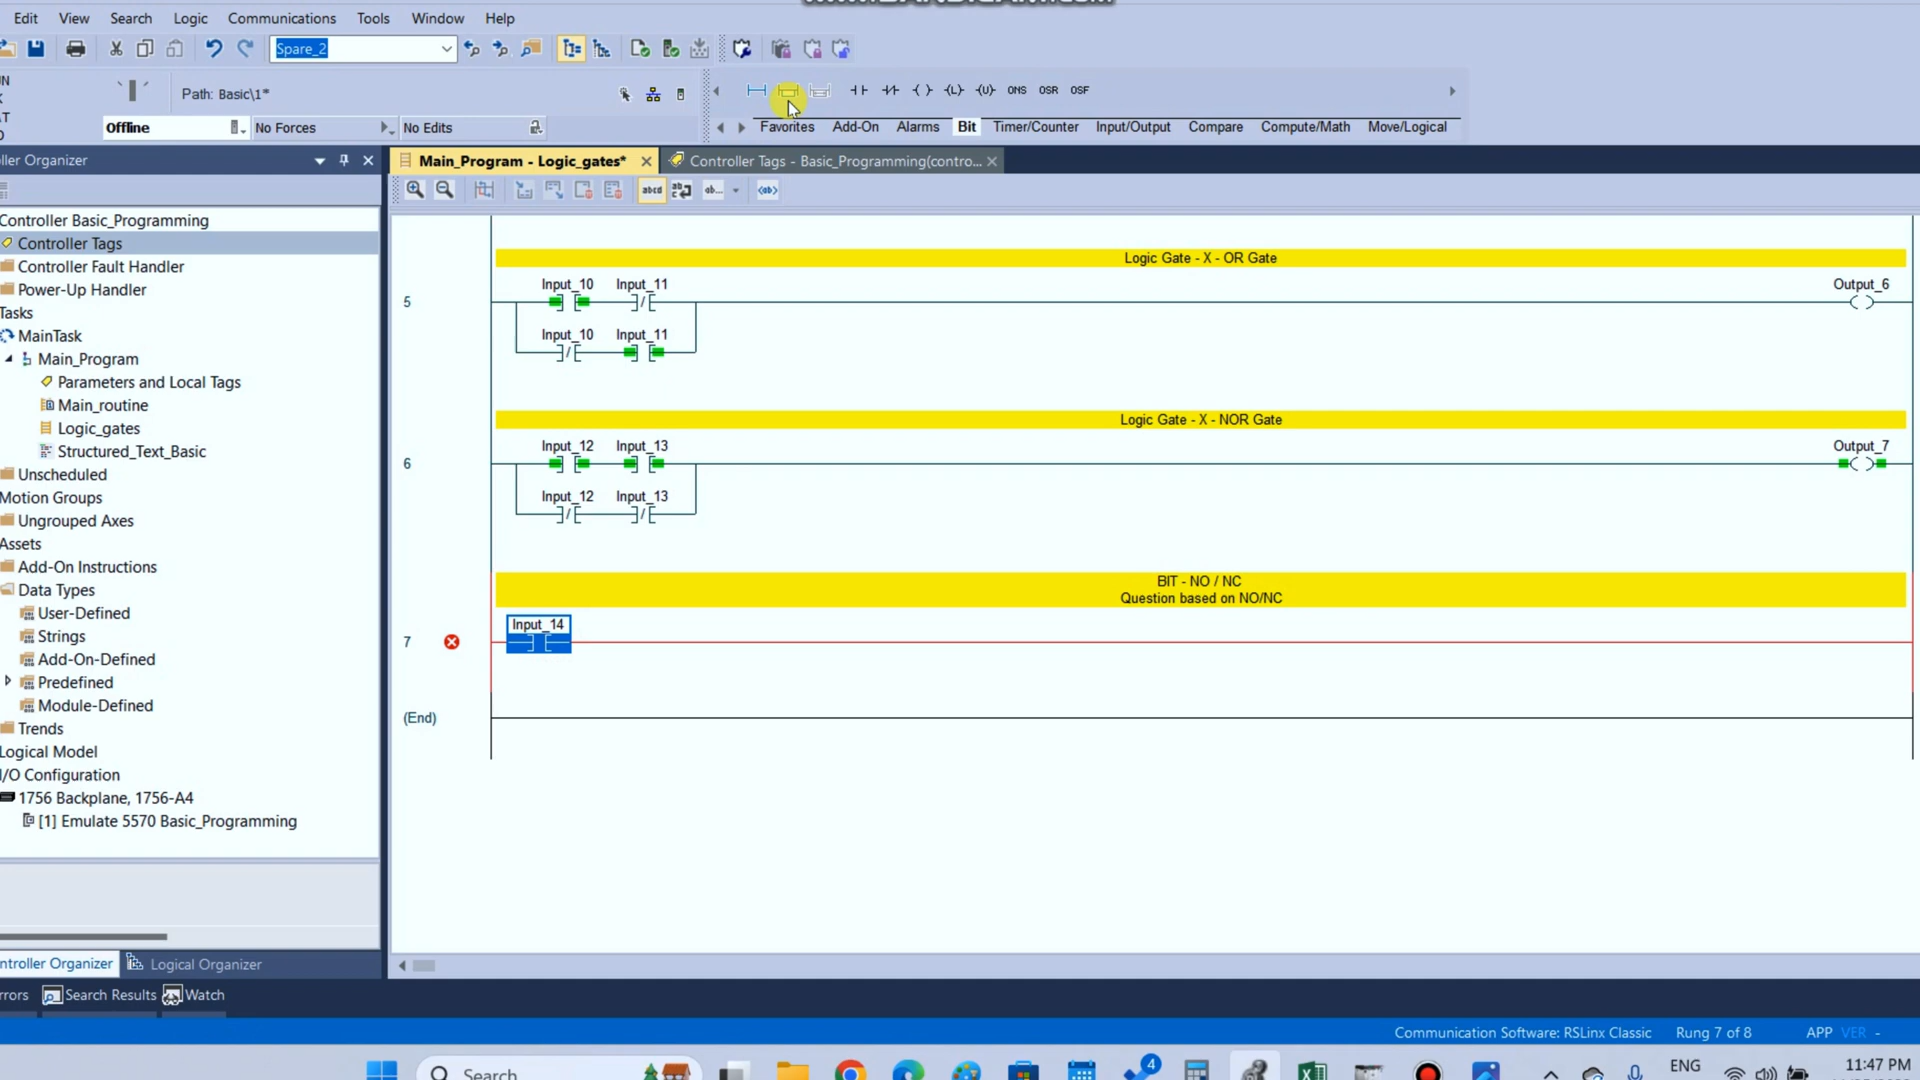 Edit View Search Logic Communications Tools Window Help
Spare_2
Path: Basic\1*
Offline No Forces No Edits
ONS OSR OSF
Favorites Add-On Alarms Bit Timer/Counter Input/Output Compare Compute/Math Move/Logical
ller Organizer
Main_Program - Logic_gates*
Controller Tags - Basic_Programming(contro...
abcd
ab...
Controller Basic_Programming
Controller Tags
Controller Fault Handler
Power-Up Handler
Tasks
MainTask
Main_Program
Parameters and Local Tags
Main_routine
Logic_gates
Structured_Text_Basic
Unscheduled
Motion Groups
Ungrouped Axes
Assets
Add-On Instructions
Data Types
User-Defined
Strings
Add-On-Defined
Predefined
Module-Defined
Trends
Logical Model
I/O Configuration
1756 Backplane, 1756-A4
[1] Emulate 5570 Basic_Programming
Logic Gate - X - OR Gate
Input_10 Input_11 Output_6
5
Input_10 Input_11
Logic Gate - X - NOR Gate
Input_12 Input_13 Output_7
6
Input_12 Input_13
BIT - NO / NC
Question based on NO/NC
Input_14
7
(End)
ntroller Organizer Logical Organizer
rrors Search Results Watch
Communication Software: RSLinx Classic Rung 7 of 8 APP VER
Search
4
ENG
11:47 PM